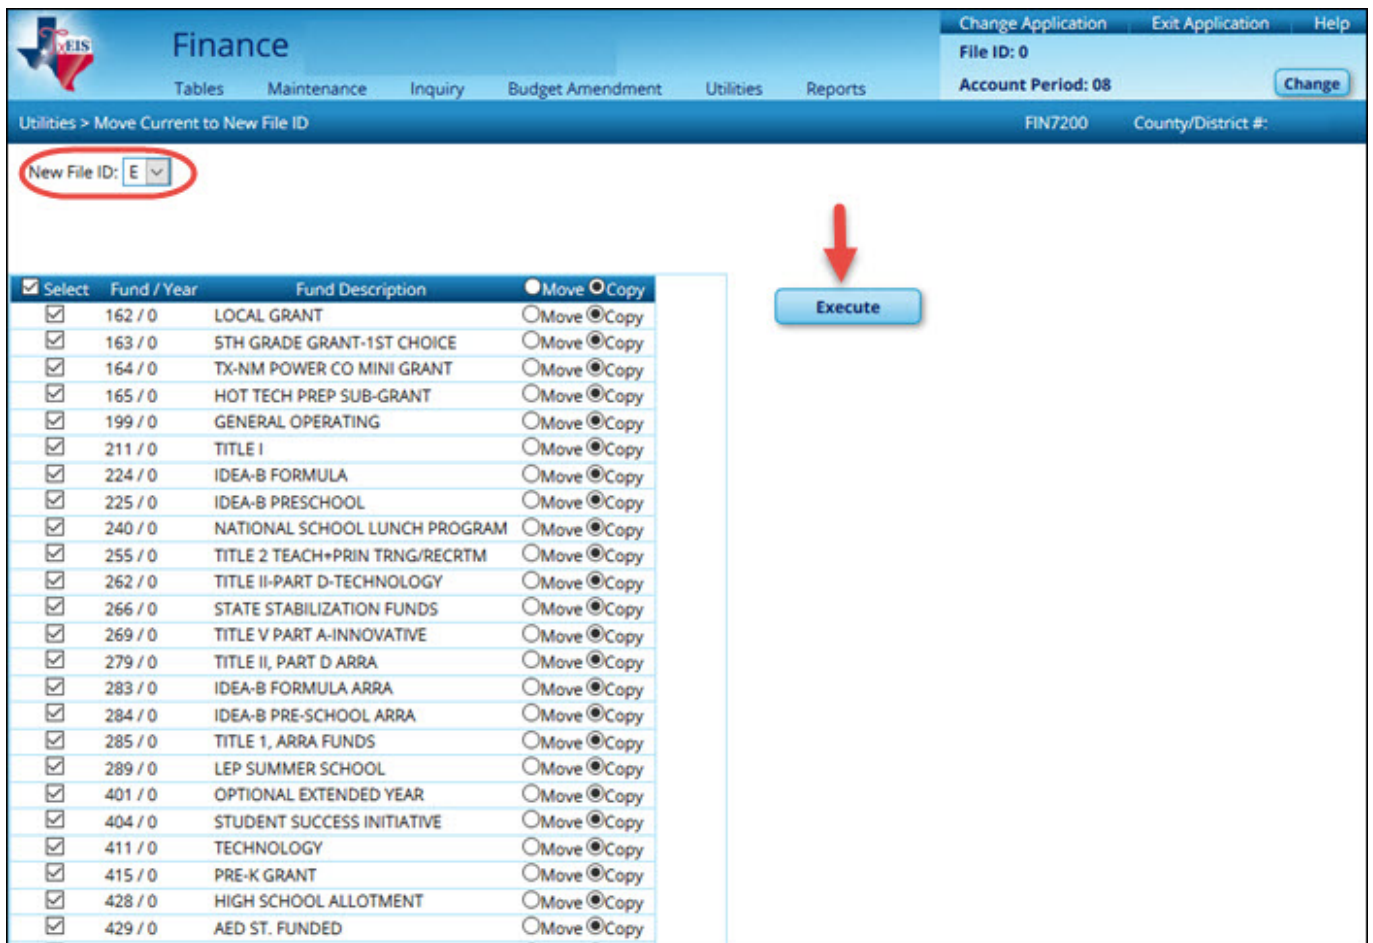 Change Application Exit Application Help
TxEIS
Finance
File ID: 0
Tables Maintenance Inquiry Budget Amendment Utilities Reports
Account Period: 08 Change
Utilities > Move Current to New File ID FIN7200 County/District #:
New File ID: E
Select Fund / Year Fund Description Move Copy
Execute
162 / 0 LOCAL GRANT Move Copy
163 / 0 5TH GRADE GRANT-1ST CHOICE Move Copy
164 / 0 TX-NM POWER CO MINI GRANT Move Copy
165 / 0 HOT TECH PREP SUB-GRANT Move Copy
199 / 0 GENERAL OPERATING Move Copy
211 / 0 TITLE I Move Copy
224 / 0 IDEA-B FORMULA Move Copy
225 / 0 IDEA-B PRESCHOOL Move Copy
240 / 0 NATIONAL SCHOOL LUNCH PROGRAM Move Copy
255 / 0 TITLE 2 TEACH+PRIN TRNG/RECRTM Move Copy
262 / 0 TITLE II-PART D-TECHNOLOGY Move Copy
266 / 0 STATE STABILIZATION FUNDS Move Copy
269 / 0 TITLE V PART A-INNOVATIVE Move Copy
279 / 0 TITLE II, PART D ARRA Move Copy
283 / 0 IDEA-B FORMULA ARRA Move Copy
284 / 0 IDEA-B PRE-SCHOOL ARRA Move Copy
285 / 0 TITLE 1, ARRA FUNDS Move Copy
289 / 0 LEP SUMMER SCHOOL Move Copy
401 / 0 OPTIONAL EXTENDED YEAR Move Copy
404 / 0 STUDENT SUCCESS INITIATIVE Move Copy
411 / 0 TECHNOLOGY Move Copy
415 / 0 PRE-K GRANT Move Copy
428 / 0 HIGH SCHOOL ALLOTMENT Move Copy
429 / 0 AED ST. FUNDED Move Copy